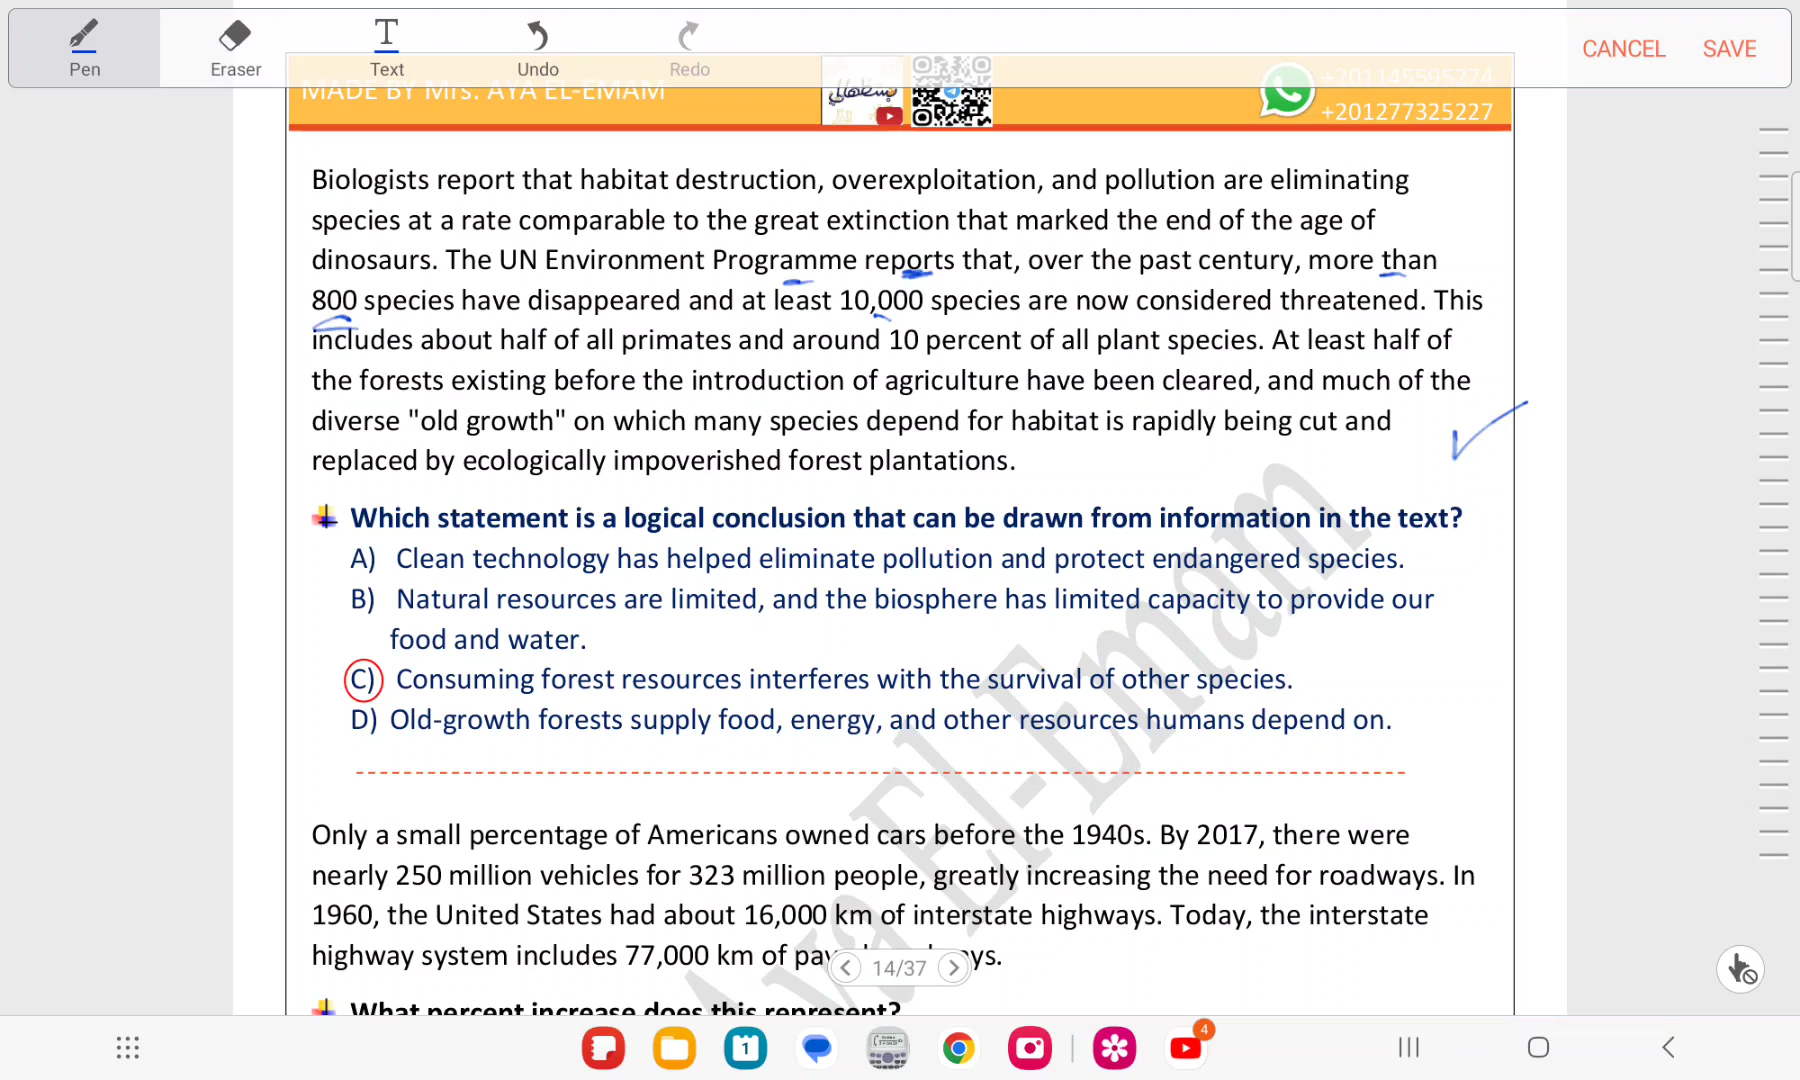 Pen
Eraser
Text
Undo
Redo
CANCEL
SAVE
MADE BY Mrs. AYA EL-EMAM
+201145595274
+201277325227
Biologists report that habitat destruction, overexploitation, and pollution are eliminating
species at a rate comparable to the great extinction that marked the end of the age of
dinosaurs. The UN Environment Programme reports that, over the past century, more than
800 species have disappeared and at least 10,000 species are now considered threatened. This
includes about half of all primates and around 10 percent of all plant species. At least half of
the forests existing before the introduction of agriculture have been cleared, and much of the
diverse "old growth" on which many species depend for habitat is rapidly being cut and
replaced by ecologically impoverished forest plantations.
Which statement is a logical conclusion that can be drawn from information in the text?
A) Clean technology has helped eliminate pollution and protect endangered species.
B) Natural resources are limited, and the biosphere has limited capacity to provide our
food and water.
C) Consuming forest resources interferes with the survival of other species.
D) Old-growth forests supply food, energy, and other resources humans depend on.
Only a small percentage of Americans owned cars before the 1940s. By 2017, there were
nearly 250 million vehicles for 323 million people, greatly increasing the need for roadways. In
1960, the United States had about 16,000 km of interstate highways. Today, the interstate
highway system includes 77,000 km of
14/37
What percent increase does this represent?
Aya El-Emam
1
4